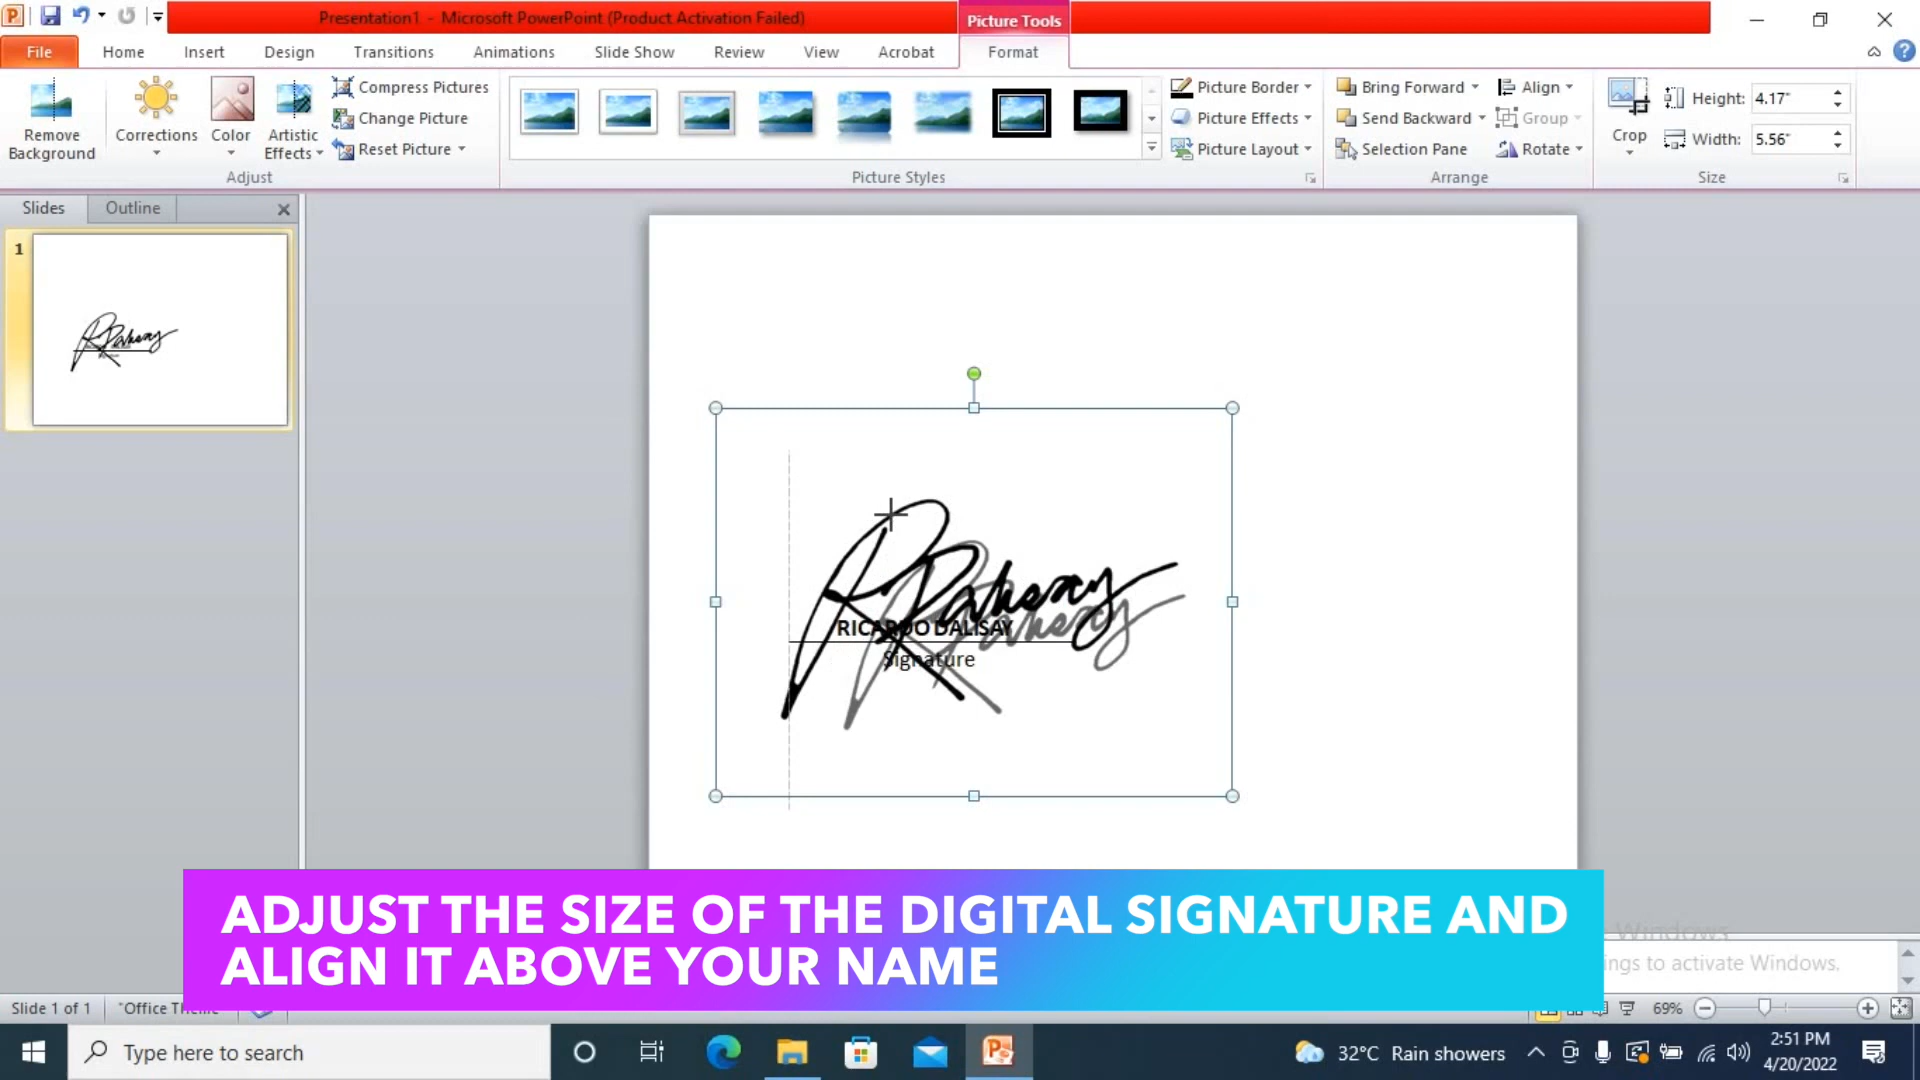 Presentation1 - Microsoft PowerPoint (Product Activation Failed)
Picture Tools
File
Home
Insert
Design
Transitions
Animations
Slide Show
Review
View
Acrobat
Format
Remove Background
Corrections
Color
Artistic Effects
Compress Pictures
Change Picture
Reset Picture
Adjust
Picture Styles
Picture Border
Picture Effects
Picture Layout
Bring Forward
Send Backward
Selection Pane
Align
Group
Rotate
Arrange
Crop
Height: 4.17"
Width: 5.56"
Size
Slides
Outline
1
RICARDO DALISAY
Signature
ADJUST THE SIZE OF THE DIGITAL SIGNATURE AND
ALIGN IT ABOVE YOUR NAME
Windows
ings to activate Windows.
Slide 1 of 1
"Office
69%
Type here to search
32°C Rain showers
2:51 PM
4/20/2022